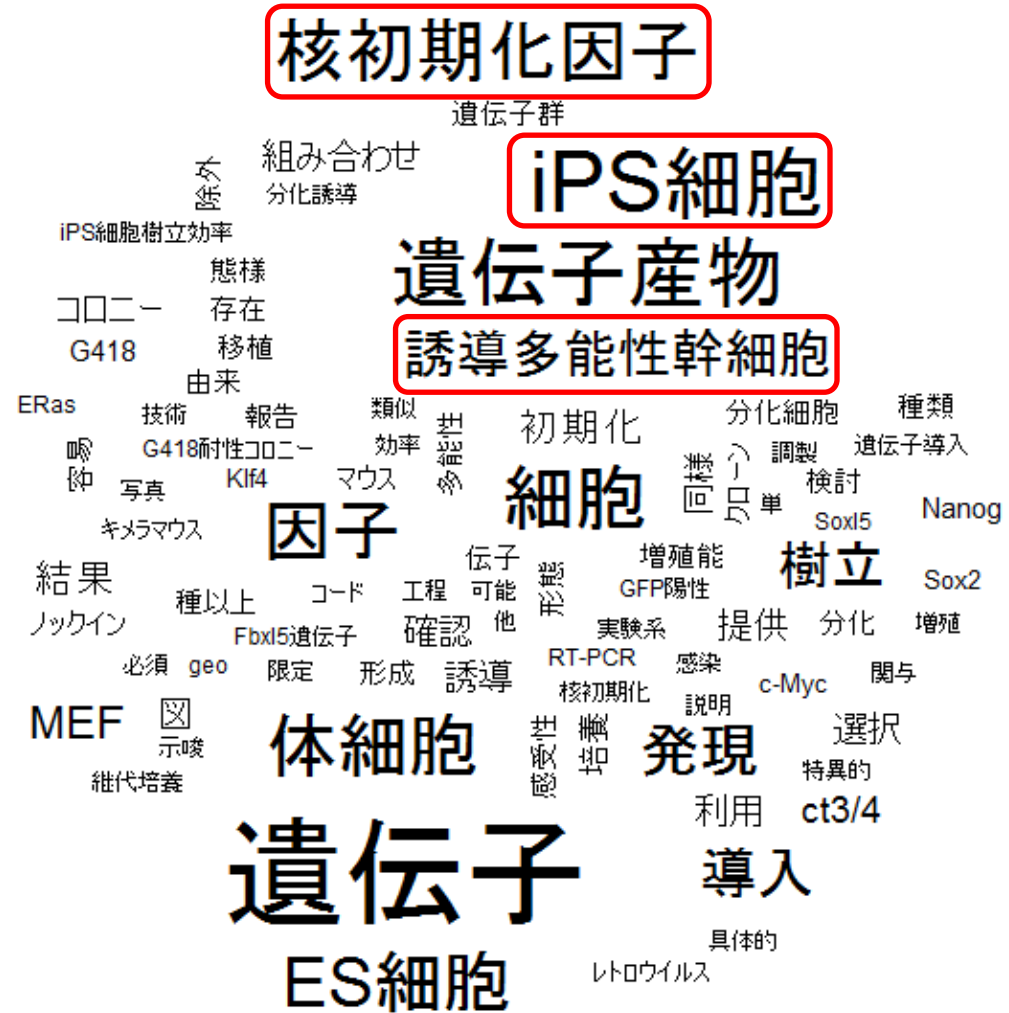 核初期化因子
遺伝子群
組み合わせ
除外
分化誘導
iPS細胞
iPS細胞樹立効率
遺伝子産物
態様
コロニー
存在
G418
移植
誘導多能性幹細胞
由来
ERas
技術
報告
類似
多能性
初期化
分化細胞
種類
G418耐性コロニー
効率
同様
クローン
調製
遺伝子導入
写真
Klf4
マウス
細胞
単
検討
キメラマウス
因子
Soxl5
Nanog
伝子
増殖能
樹立
結果
種以上
コード
工程
可能
形態
GFP陽性
Sox2
ノックイン
Fbxl5遺伝子
確認
他
実験系
提供
分化
増殖
必須
geo
限定
形成
誘導
RT-PCR
感染
核初期化
c-Myc
関与
説明
MEF
図
示唆
体細胞
感受性
培養
発現
選択
継代培養
特異的
利用
ct3/4
遺伝子
導入
具体的
ES細胞
レトロウイルス